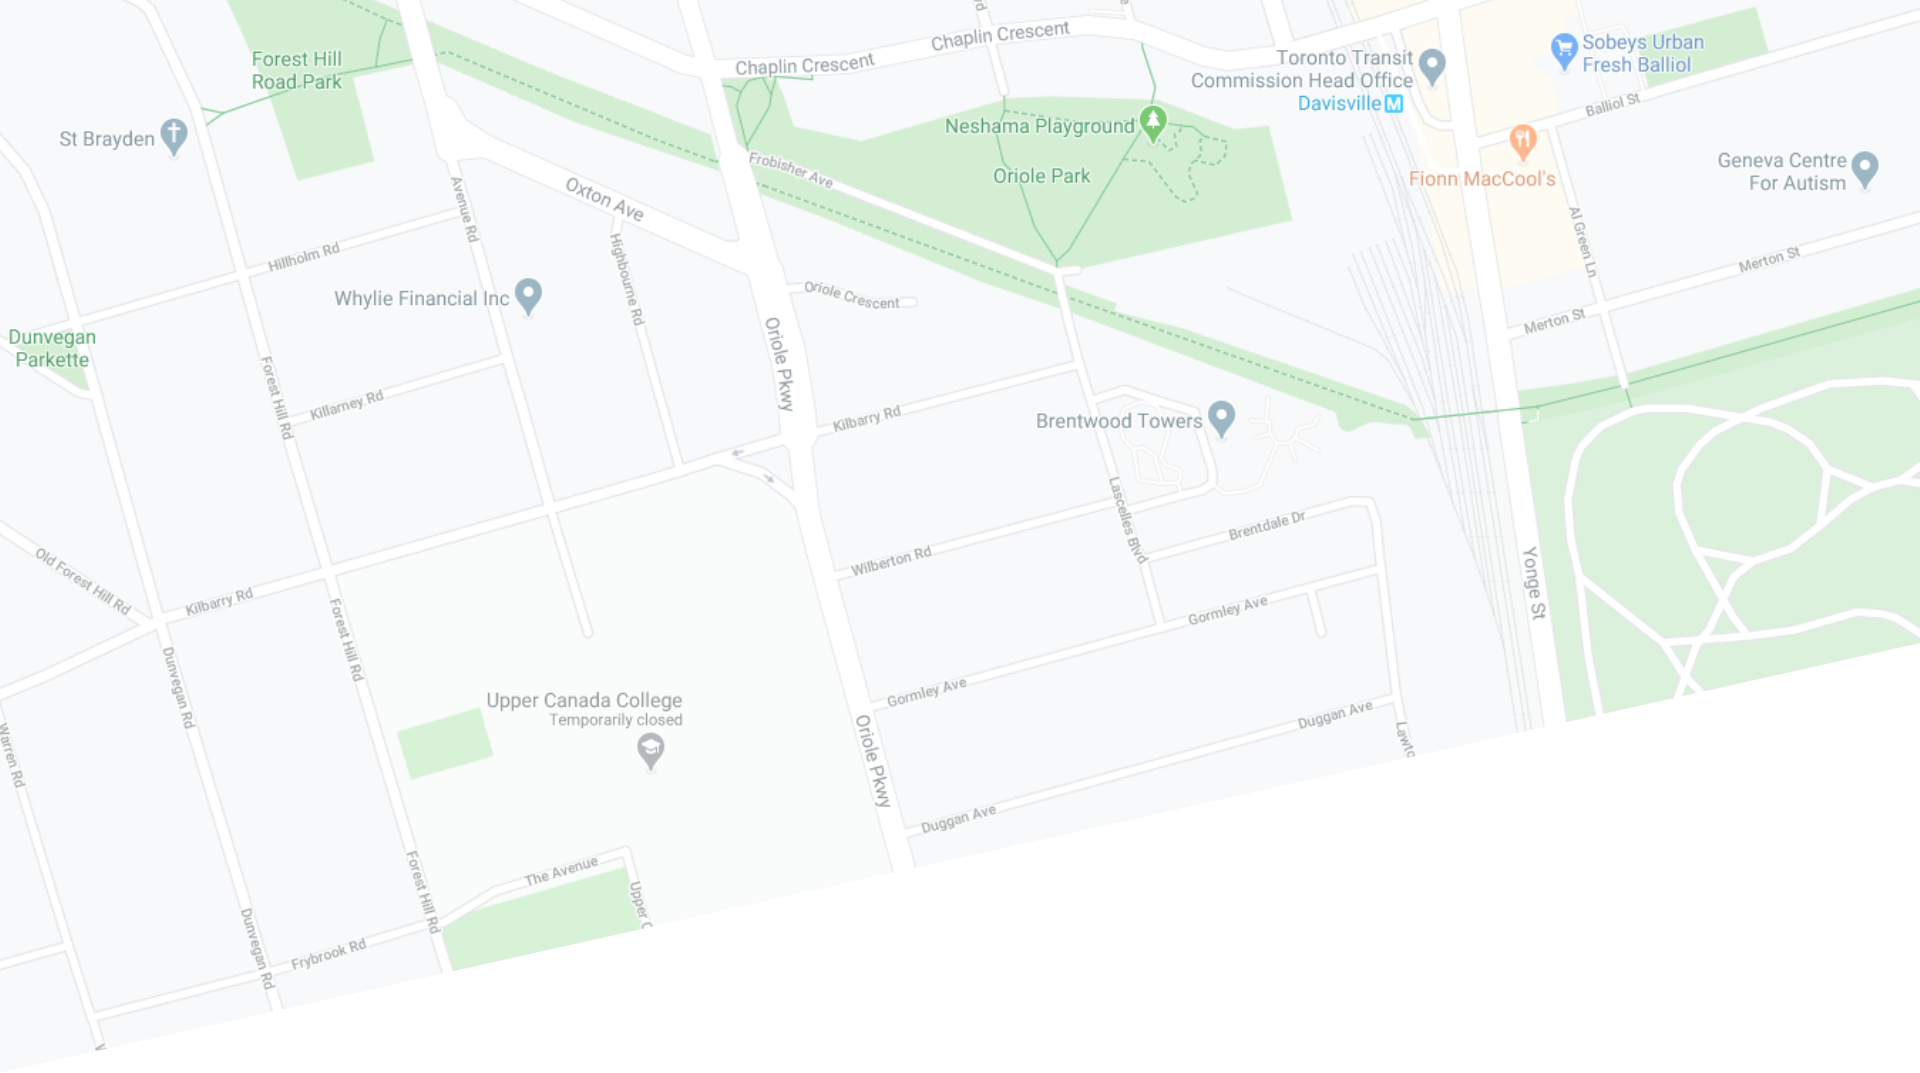 Chaplin Crescent
Chaplin Crescent
Forest Hill
Road Park
Toronto Transit
Commission Head Office
Davisville M
Sobeys Urban
Fresh Balliol
Balliol St
St Brayden
Neshama Playground
Oriole Park
Frobisher Ave
Fionn MacCool's
Geneva Centre
For Autism
Oxton Ave
Avenue Rd
Highbourne Rd
Hillholm Rd
Al Green Ln
Merton St
Merton St
Whylie Financial Inc
Oriole Crescent
Oriole Pkwy
Dunvegan
Parkette
Forest Hill Rd
Killarney Rd
Kilbarry Rd
Brentwood Towers
Lascelles Blvd
Brentdale Dr
Wilberton Rd
Yonge St
Old Forest Hill Rd
Kilbarry Rd
Forest Hill Rd
Gormley Ave
Gormley Ave
Dunvegan Rd
Upper Canada College
Temporarily closed
Warren Rd
Oriole Pkwy
Duggan Ave
Lawto
Duggan Ave
The Avenue
Forest Hill Rd
Upper C
Dunvegan Rd
Frybrook Rd